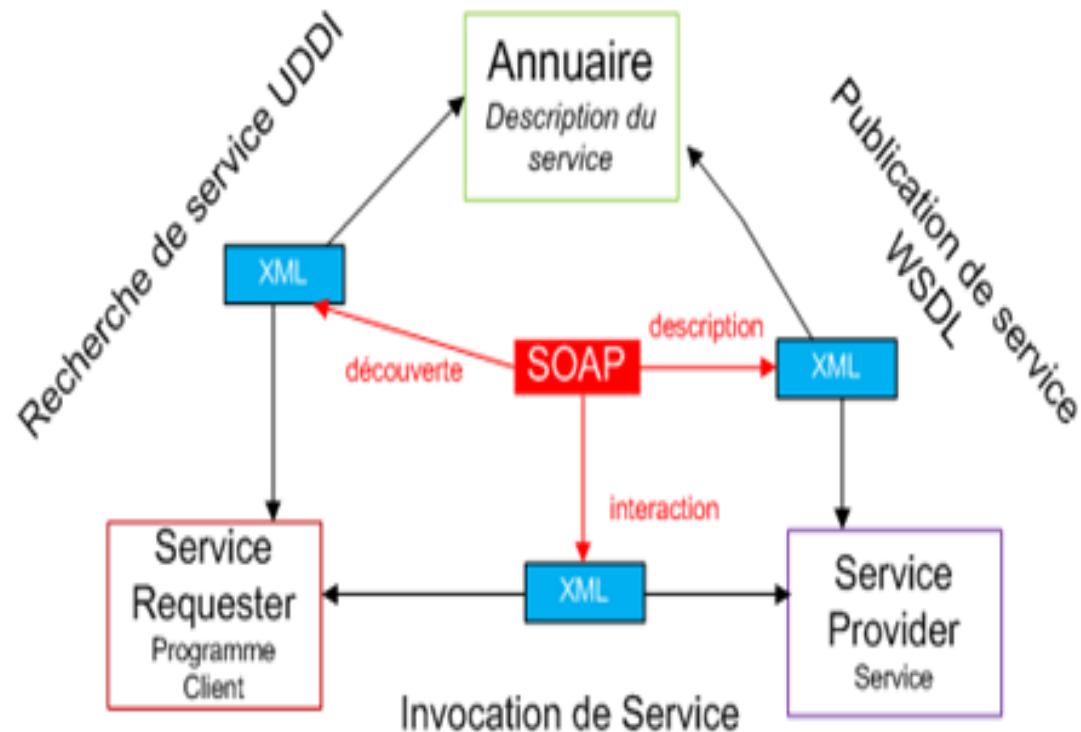 Annuaire
Description du
service
Recherche de service UDDI
Publication de service
WSDL
XML
description
SOAP
découverte
XML
interaction
XML
Service
Requester
Programme
Client
Service
Provider
Service
Invocation de Service